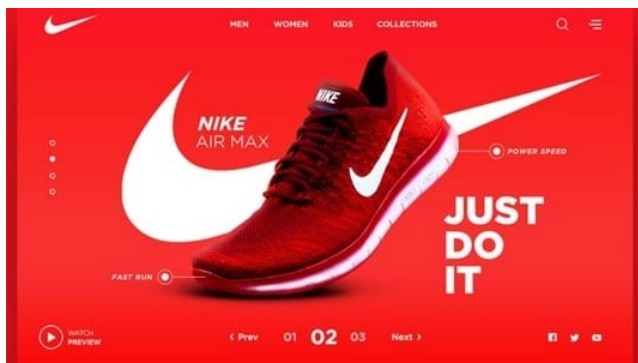 MEN WOMEN KIDS COLLECTIONS
NIKE
NIKE
AIR MAX
POWER SPEED
JUST
DO
IT
FAST RUN
WATCH
PREVIEW
< Prev 01 02 03 Next >